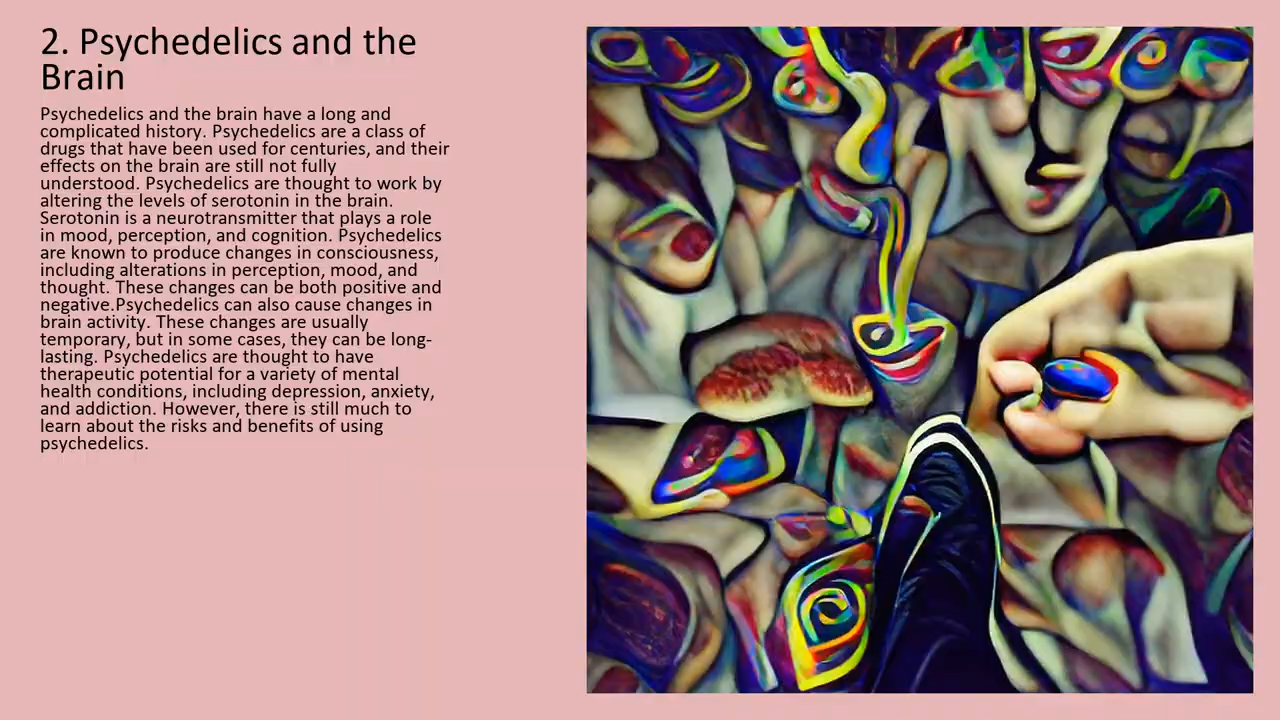 2. Psychedelics and the
Brain
Psychedelics and the brain have a long and
complicated history. Psychedelics are a class of
drugs that have been used for centuries, and their
effects on the brain are still not fully
understood. Psychedelics are thought to work by
altering the levels of serotonin in the brain.
Serotonin is a neurotransmitter that plays a role
in mood, perception, and cognition. Psychedelics
are known to produce changes in consciousness,
including alterations in perception, mood, and
thought. These changes can be both positive and
negative.Psychedelics can also cause changes in
brain activity. These changes are usually
temporary, but in some cases, they can be long-
lasting. Psychedelics are thought to have
therapeutic potential for a variety of mental
health conditions, including depression, anxiety,
and addiction. However, there is still much to
learn about the risks and benefits of using
psychedelics.